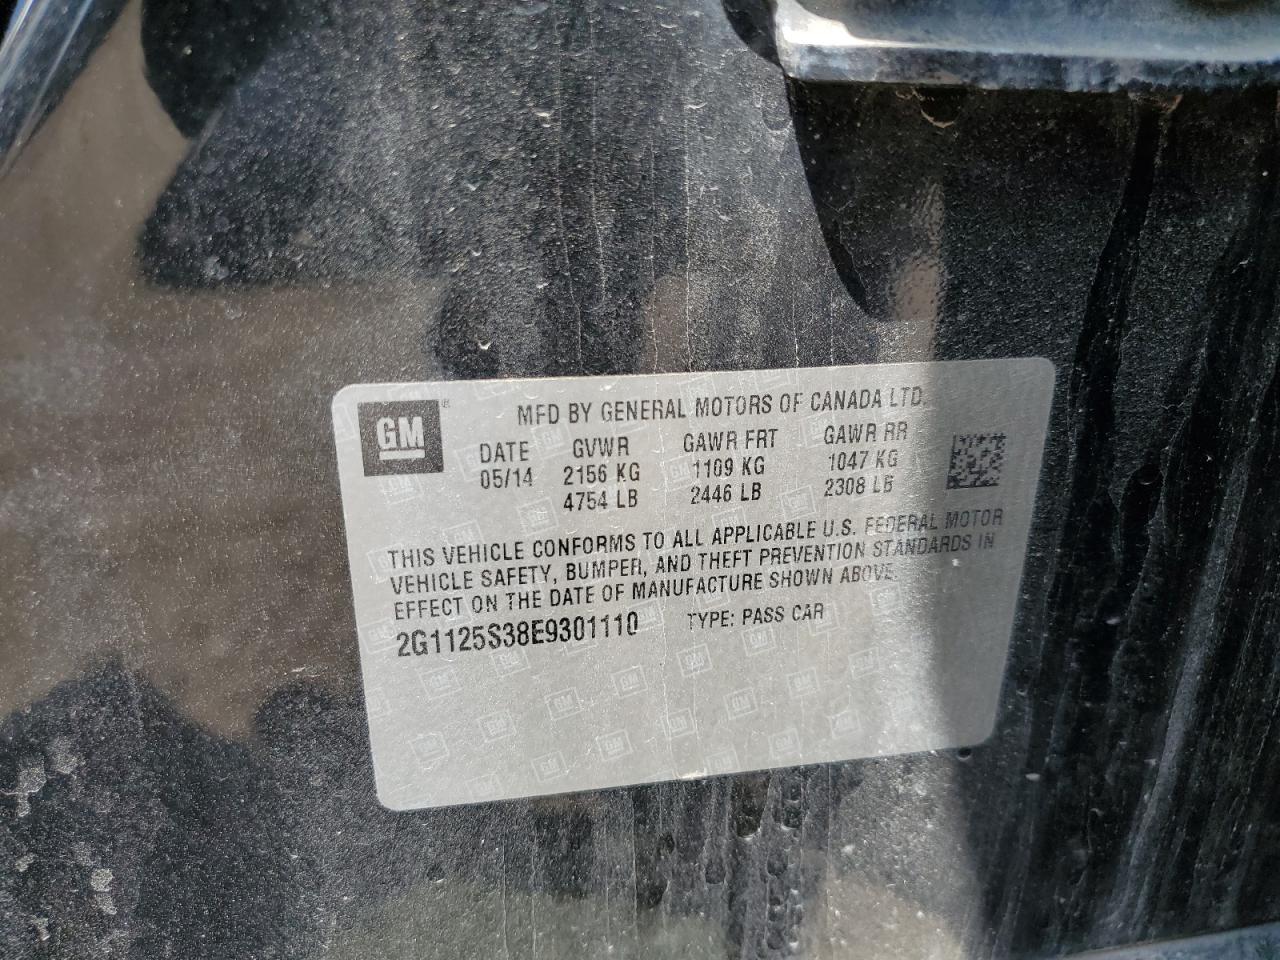 GM ®
MFD BY GENERAL MOTORS OF CANADA LTD.
DATE GVWR GAWR FRT GAWR RR
05/14 2156 KG 1109 KG 1047 KG
4754 LB 2446 LB 2308 LB
THIS VEHICLE CONFORMS TO ALL APPLICABLE U.S. FEDERAL MOTOR
VEHICLE SAFETY, BUMPER, AND THEFT PREVENTION STANDARDS IN
EFFECT ON THE DATE OF MANUFACTURE SHOWN ABOVE.
2G1125S38E9301110 TYPE: PASS CAR